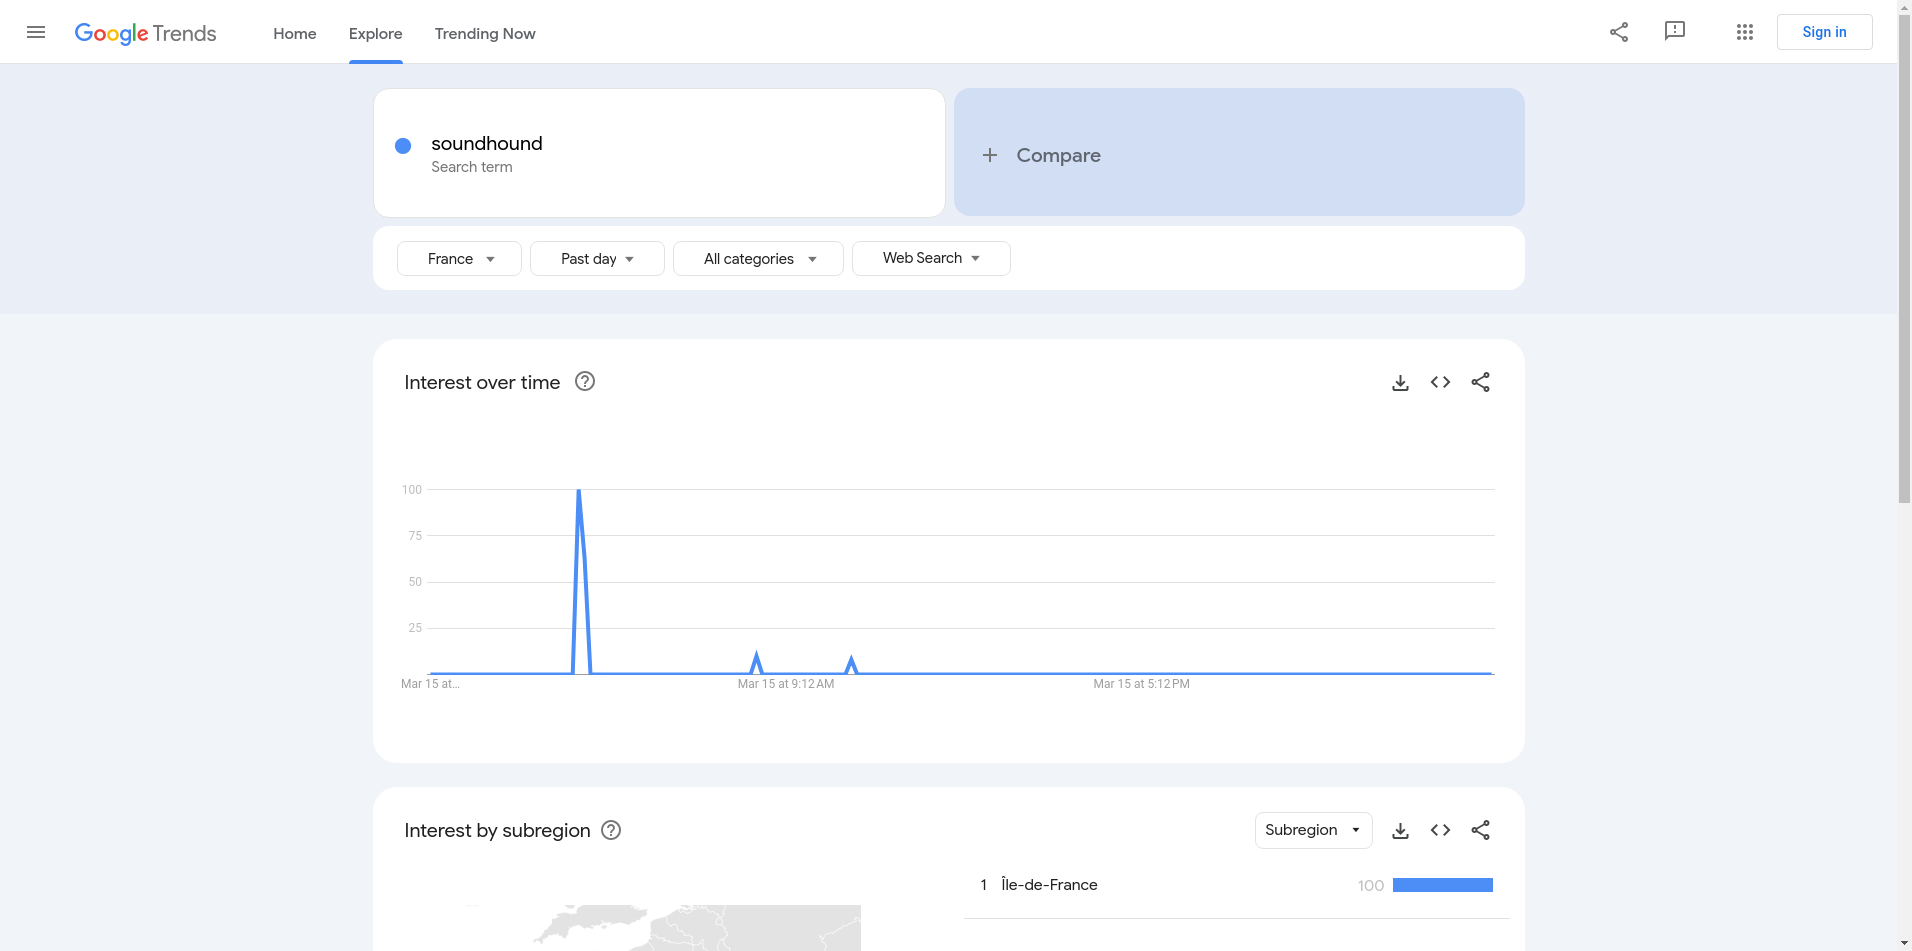 Google Trends
Home
Explore
Trending Now
Sign in
soundhound
Search term
Compare
France
Past day
All categories
Web Search
Interest over time
100
75
50
25
Mar 15 at…
Mar 15 at 9:12 AM
Mar 15 at 5:12 PM
Interest by subregion
Subregion
1 Île-de-France 100